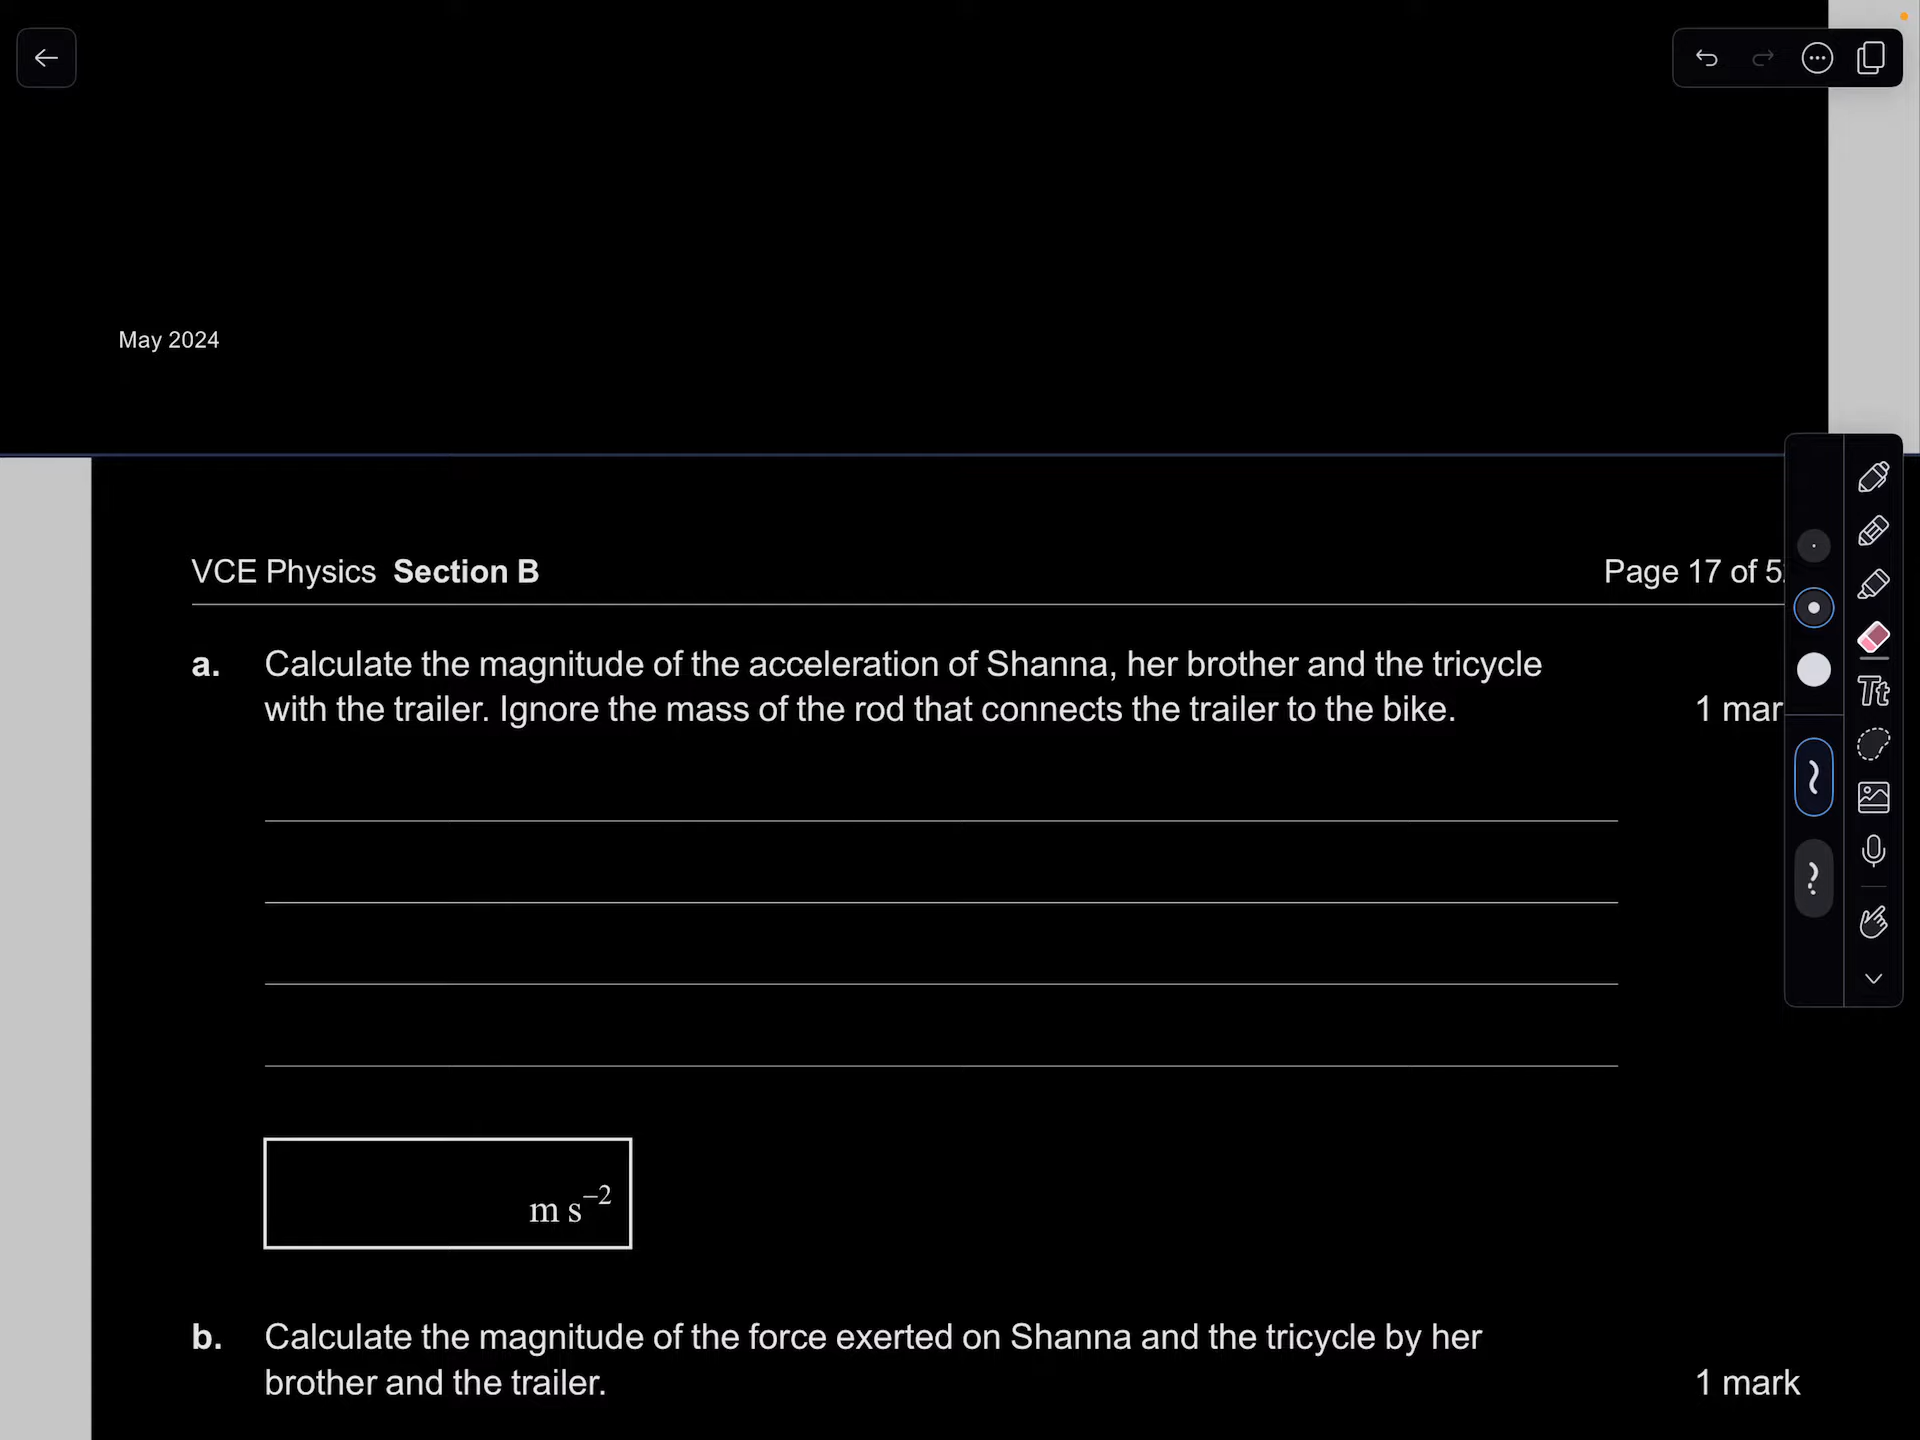 May 2024
VCE Physics Section B
Page 17 of
a. Calculate the magnitude of the acceleration of Shanna, her brother and the tricycle
with the trailer. Ignore the mass of the rod that connects the trailer to the bike.
1 mar
m s⁻²
b. Calculate the magnitude of the force exerted on Shanna and the tricycle by her
brother and the trailer.
1 mark
Tt